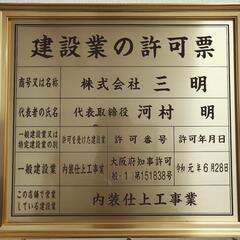 建設業の許可票
商号又は名称 株式会社 三明
代表者の氏名 代表取締役 河村 明
一般建設業又は
特定建設業の別 許可を受けた建設業 許可番号 許可年月日
一般建設業 内装仕上工事業 大阪府知事許可
(般-1)第151838号 令和元年6月28日
この店舗で営業
している建設業 内装仕上工事業